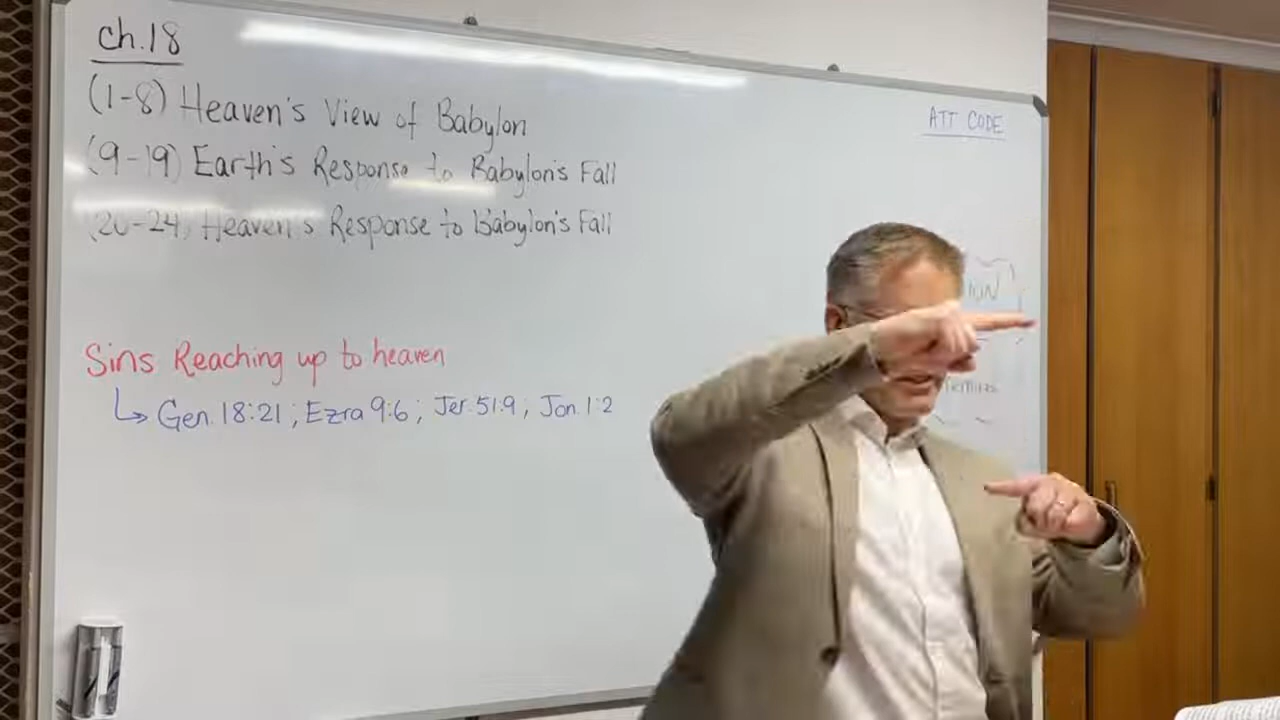 ch.18
(1-8) Heaven's View of Babylon
(9-19) Earth's Response to Babylon's Fall
(20-24) Heaven's Response to Babylon's Fall
Sins Reaching up to heaven
↳ Gen. 18:21 ; Ezra 9:6 ; Jer. 51:9 ; Jon. 1:2
ATT CODE